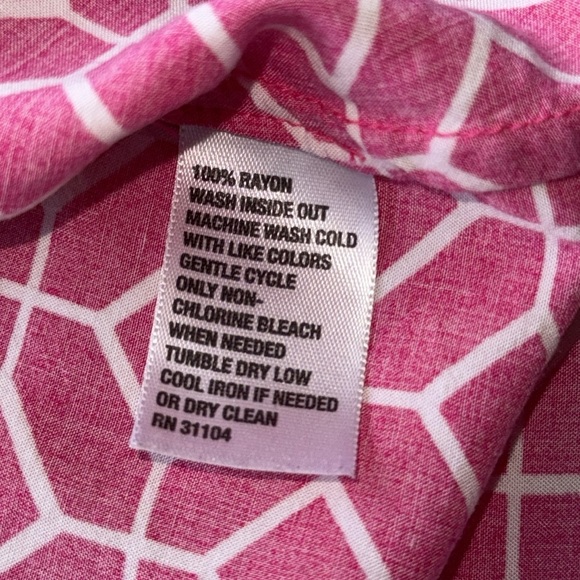 100% RAYON
WASH INSIDE OUT
MACHINE WASH COLD
WITH LIKE COLORS
GENTLE CYCLE
ONLY NON-
CHLORINE BLEACH
WHEN NEEDED
TUMBLE DRY LOW
COOL IRON IF NEEDED
OR DRY CLEAN
RN 31104